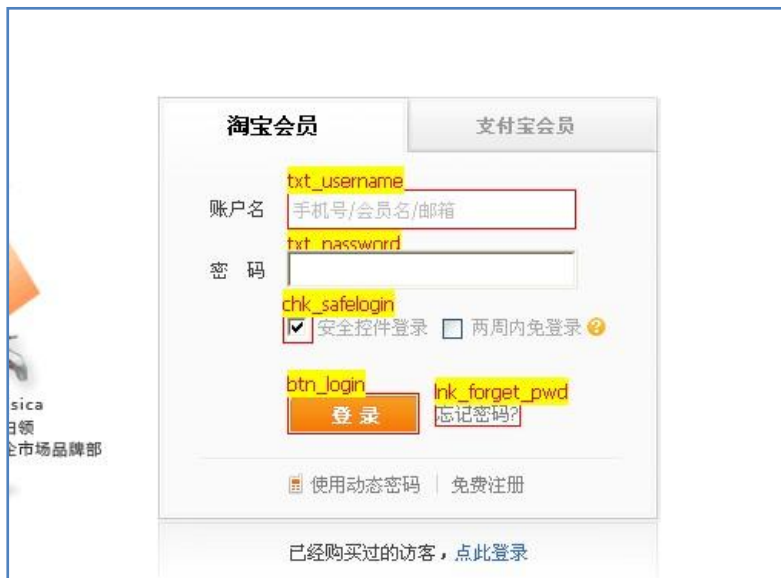 淘宝会员
支付宝会员
txt_username
账户名
手机号/会员名/邮箱
txt_password
密 码
chk_safelogin
安全控件登录
两周内免登录
btn_login
lnk_forget_pwd
登 录
忘记密码?
sica
白领
全市场品牌部
使用动态密码
免费注册
已经购买过的访客，点此登录